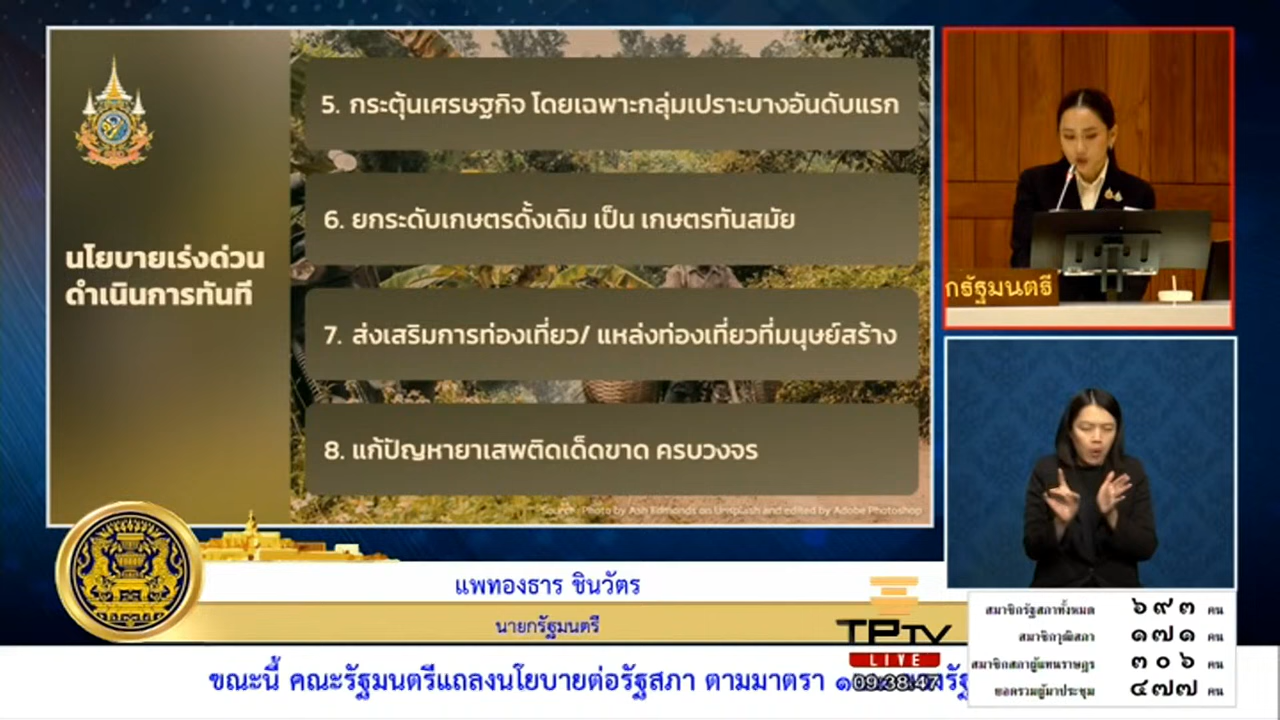 นโยบายเร่งด่วน
ดำเนินการทันที
5. กระตุ้นเศรษฐกิจ โดยเฉพาะกลุ่มเปราะบางอันดับแรก
6. ยกระดับเกษตรดั้งเดิม เป็น เกษตรทันสมัย
7. ส่งเสริมการท่องเที่ยว/ แหล่งท่องเที่ยวที่มนุษย์สร้าง
8. แก้ปัญหายาเสพติดเด็ดขาด ครบวงจร
Source: Photo by Ash Edmonds on Unsplash and edited by Adobe Photoshop
กรัฐมนตรี
แพทองธาร ชินวัตร
นายกรัฐมนตรี
TPTV
LIVE
09:38:47
สมาชิกรัฐสภาทั้งหมด ๖๙๓ คน
สมาชิกวุฒิสภา ๑๗๑ คน
สมาชิกสภาผู้แทนราษฎร ๓๐๖ คน
ยอดรวมผู้มาประชุม ๔๗๗ คน
ขณะนี้ คณะรัฐมนตรีแถลงนโยบายต่อรัฐสภา ตามมาตรา